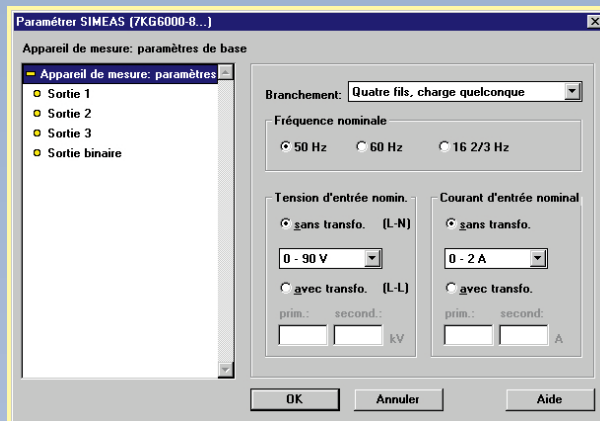 Paramétrer SIMEAS (7KG6000-8...)
Appareil de mesure: paramètres de base
Appareil de mesure: paramètres
Sortie 1
Sortie 2
Sortie 3
Sortie binaire
Branchement: Quatre fils, charge quelconque
Fréquence nominale
50 Hz 60 Hz 16 2/3 Hz
Tension d'entrée nomin.
sans transfo. (L-N)
0 - 90 V
avec transfo. (L-L)
prim.: second.:
kV
Courant d'entrée nominal
sans transfo.
0 - 2 A
avec transfo.
prim.: second:
A
OK Annuler Aide